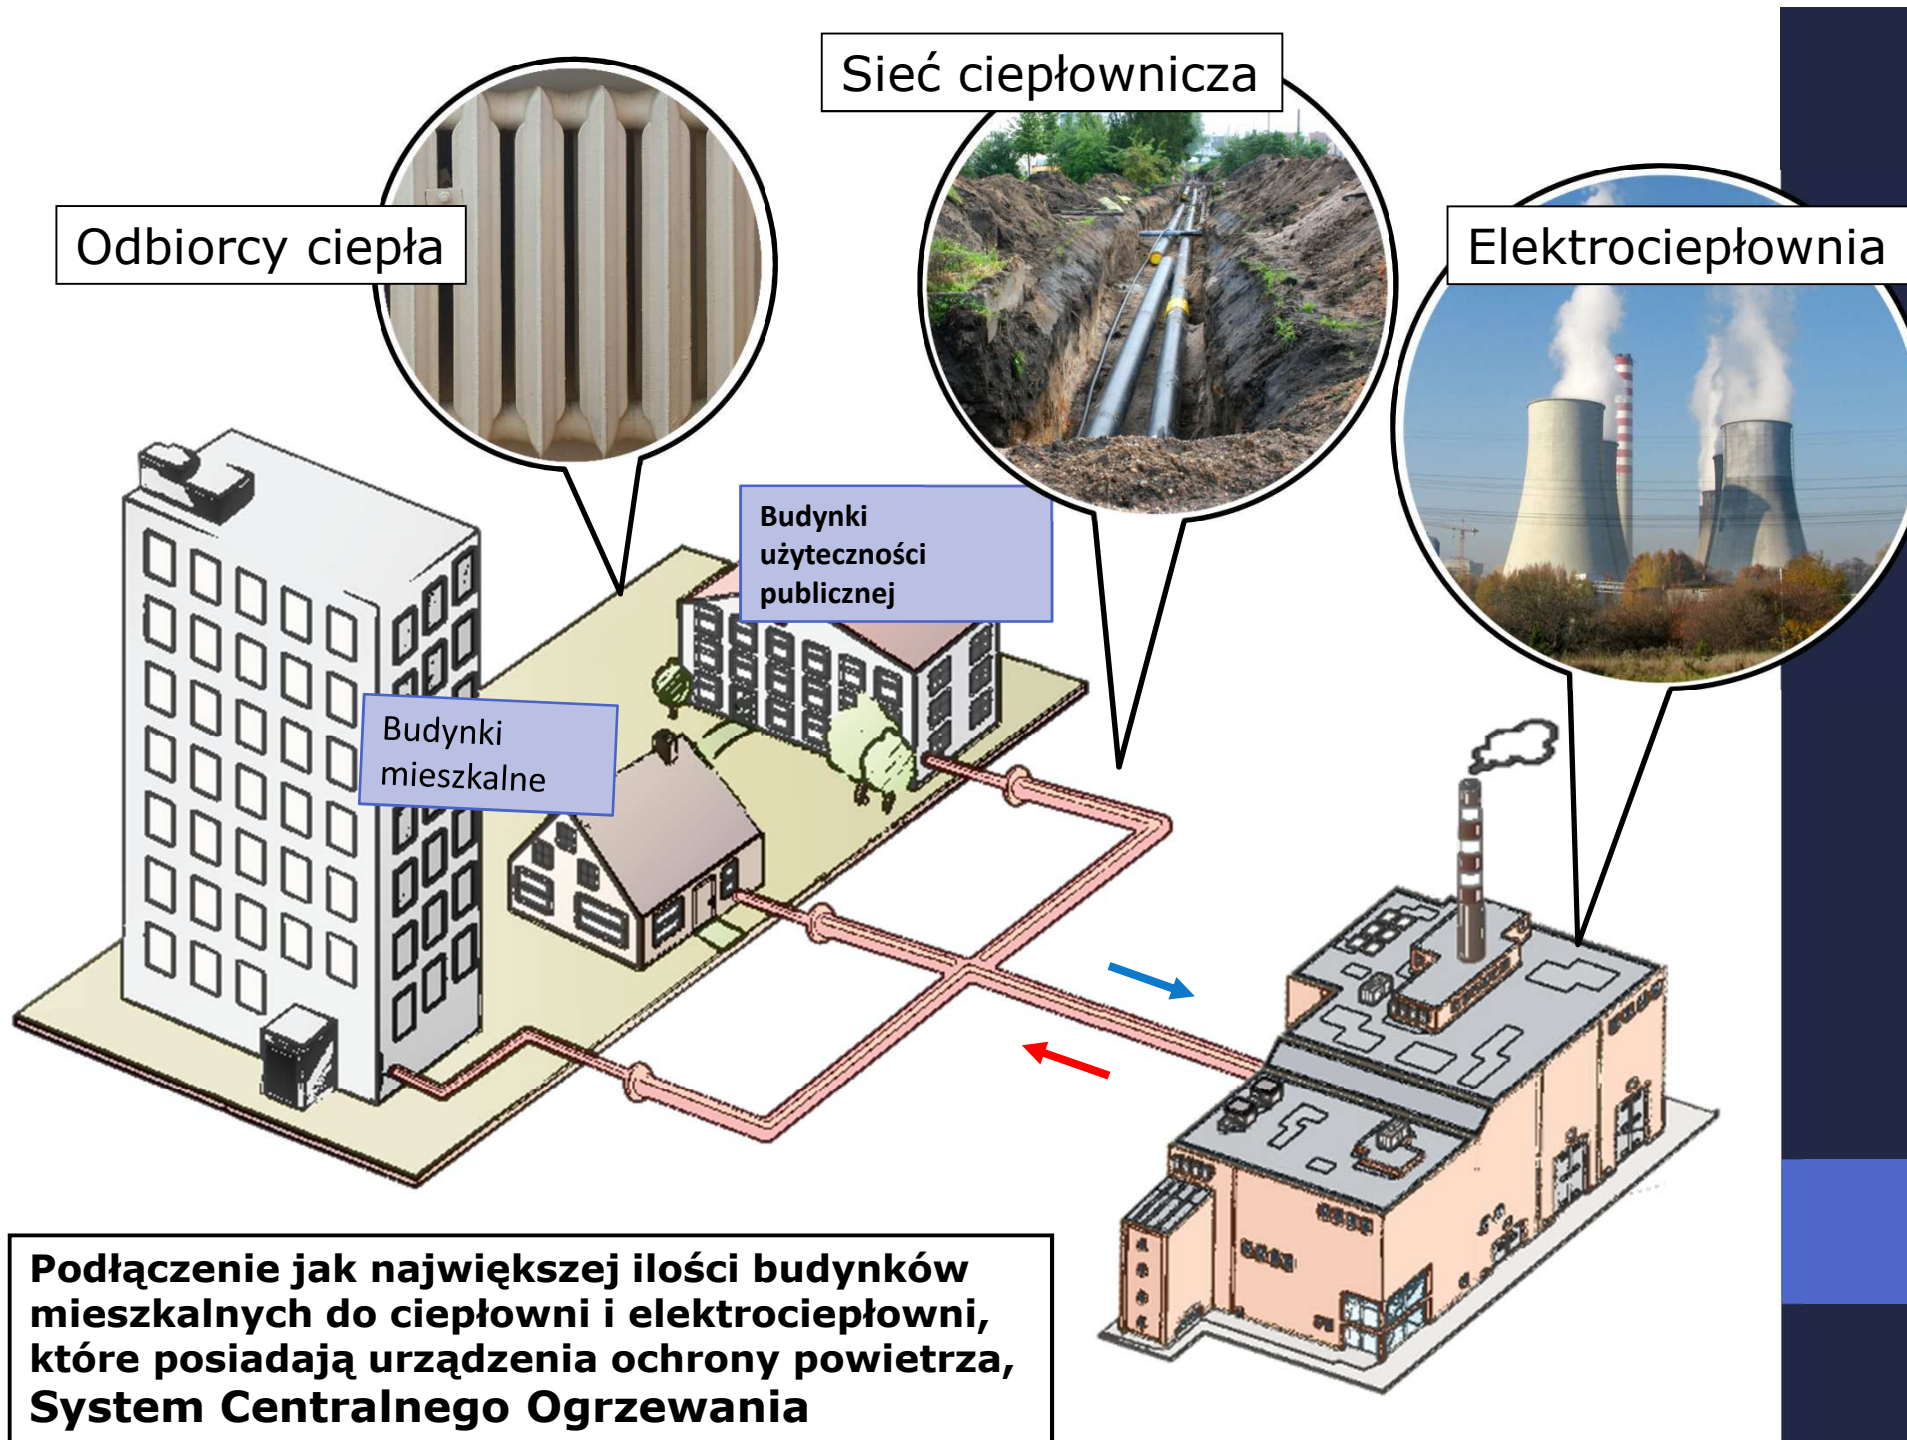 Sieć ciepłownicza
Odbiorcy ciepła
Elektrociepłownia
Budynki
użyteczności
publicznej
Budynki
mieszkalne
Podłączenie jak największej ilości budynków
mieszkalnych do ciepłowni i elektrociepłowni,
które posiadają urządzenia ochrony powietrza,
System Centralnego Ogrzewania